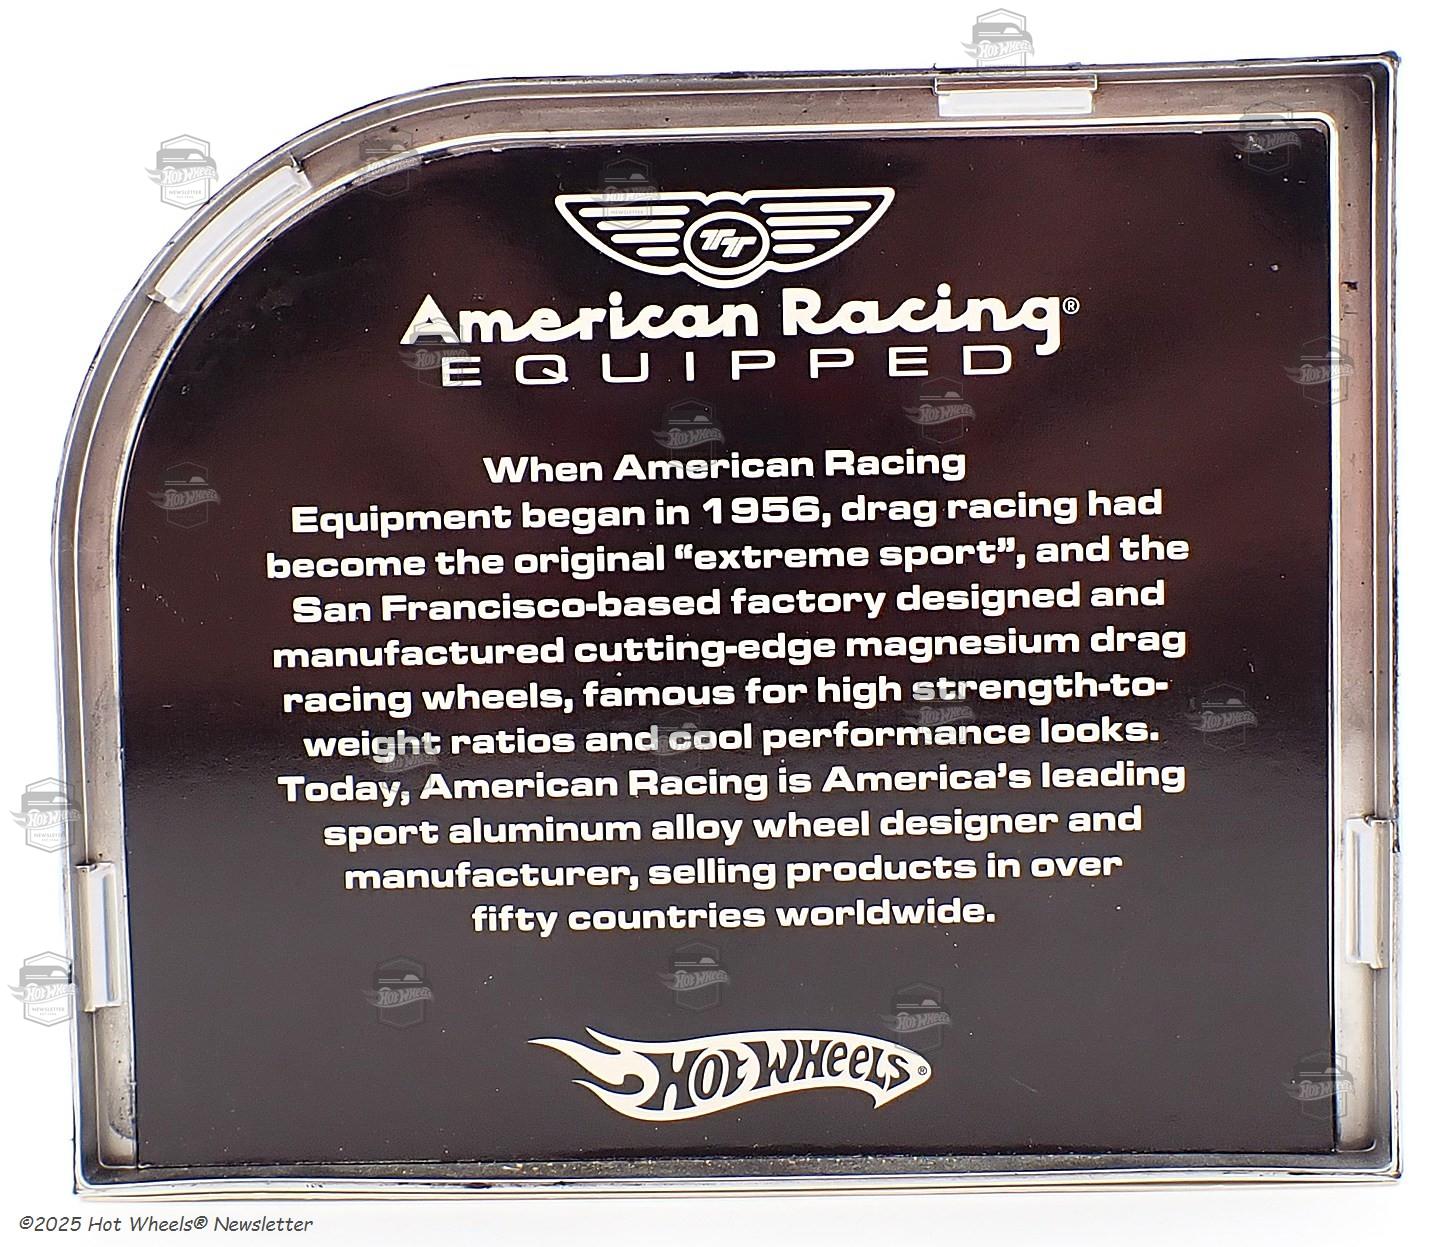 TT
American Racing®
EQUIPPED
When American Racing
Equipment began in 1956, drag racing had
become the original “extreme sport”, and the
San Francisco-based factory designed and
manufactured cutting-edge magnesium drag
racing wheels, famous for high strength-to-
weight ratios and cool performance looks.
Today, American Racing is America’s leading
sport aluminum alloy wheel designer and
manufacturer, selling products in over
fifty countries worldwide.
HOT WHEELS®
©2025 Hot Wheels® Newsletter